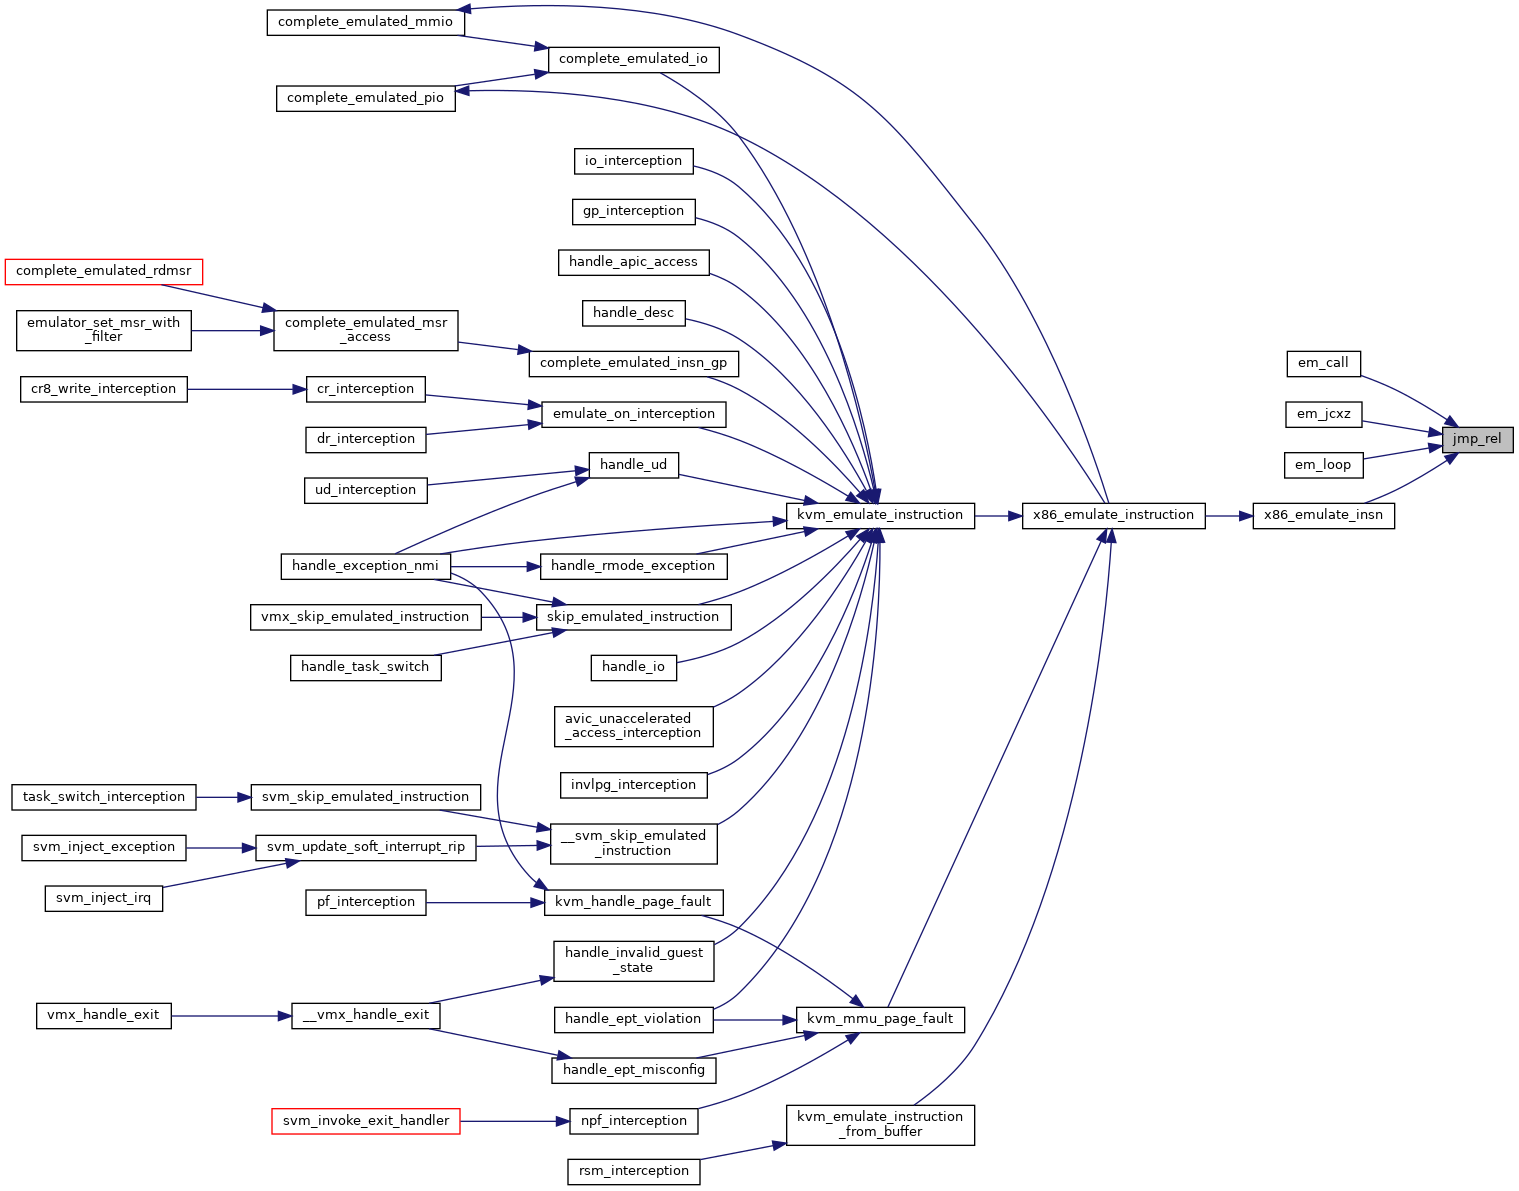 complete_emulated_mmio
complete_emulated_io
complete_emulated_pio
io_interception
gp_interception
handle_apic_access
complete_emulated_rdmsr
handle_desc
emulator_set_msr_with
_filter
complete_emulated_msr
_access
complete_emulated_insn_gp
em_call
cr8_write_interception
cr_interception
emulate_on_interception
em_jcxz
dr_interception
jmp_rel
handle_ud
em_loop
ud_interception
kvm_emulate_instruction
x86_emulate_instruction
x86_emulate_insn
handle_exception_nmi
handle_rmode_exception
vmx_skip_emulated_instruction
skip_emulated_instruction
handle_task_switch
handle_io
avic_unaccelerated
_access_interception
invlpg_interception
task_switch_interception
svm_skip_emulated_instruction
__svm_skip_emulated
_instruction
svm_inject_exception
svm_update_soft_interrupt_rip
svm_inject_irq
pf_interception
kvm_handle_page_fault
handle_invalid_guest
_state
vmx_handle_exit
__vmx_handle_exit
handle_ept_violation
kvm_mmu_page_fault
handle_ept_misconfig
svm_invoke_exit_handler
npf_interception
kvm_emulate_instruction
_from_buffer
rsm_interception